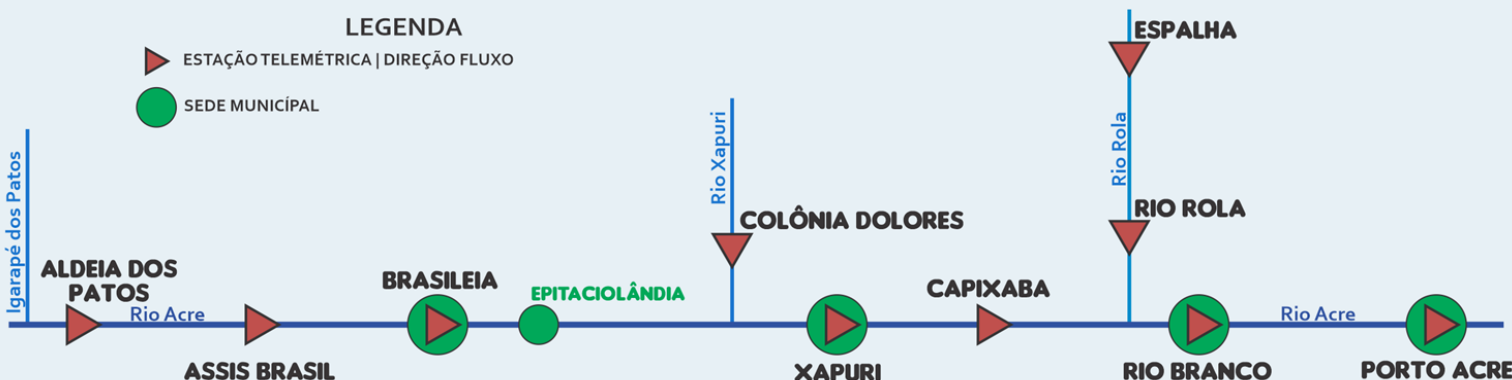 LEGENDA
ESTAÇÃO TELEMÉTRICA | DIREÇÃO FLUXO
SEDE MUNICÍPAL
Igarapé dos Patos
ALDEIA DOS
PATOS
Rio Acre
ASSIS BRASIL
BRASILEIA
EPITACIOLÂNDIA
Rio Xapuri
COLÔNIA DOLORES
XAPURI
CAPIXABA
ESPALHA
Rio Rola
RIO ROLA
RIO BRANCO
Rio Acre
PORTO ACRE